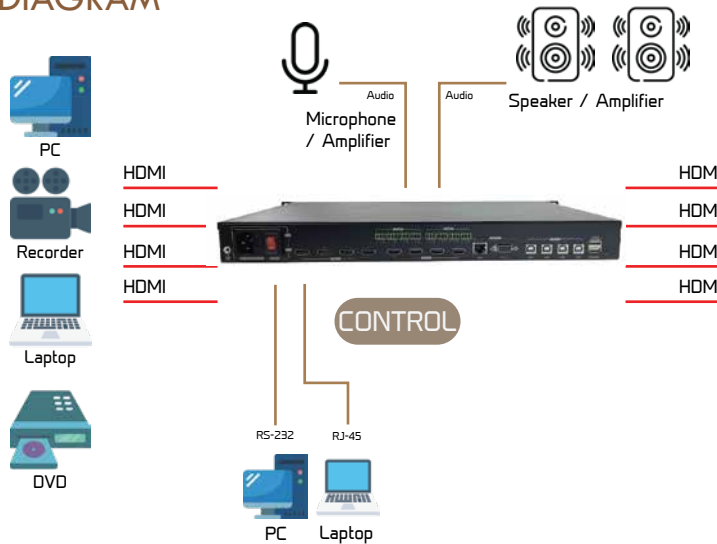 DIAGRAM
Audio
Audio
Speaker / Amplifier
Microphone
/ Amplifier
PC
HDMI
HDM
HDMI
HDM
Recorder
HDMI
HDM
HDMI
HDM
CONTROL
Laptop
RS-232
RJ-45
DVD
PC
Laptop